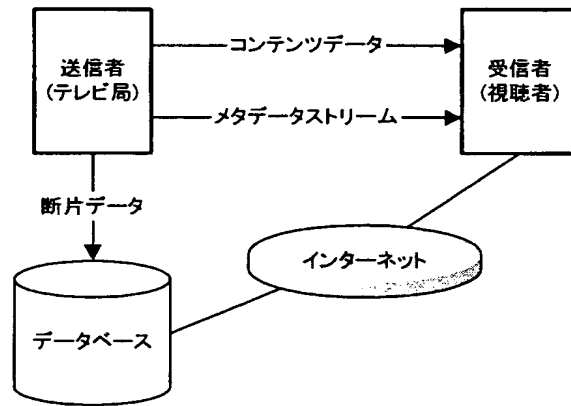 送信者
(テレビ局)
コンテンツデータ
メタデータストリーム
受信者
(視聴者)
断片データ
インターネット
データベース